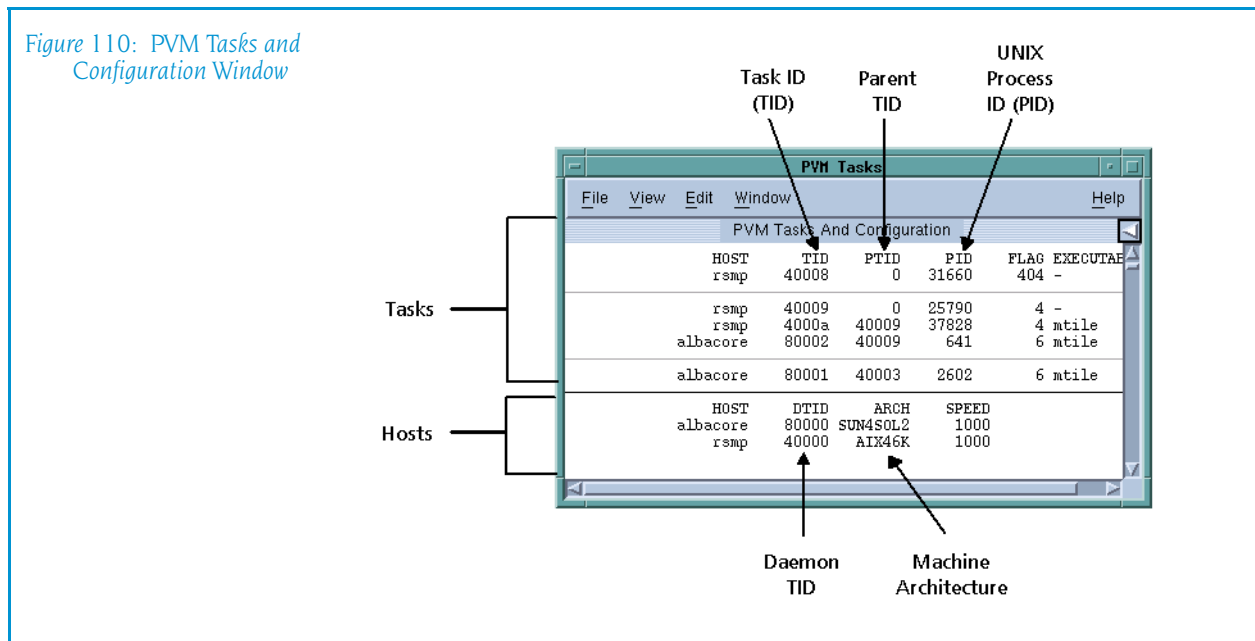 Figure 110: PVM Tasks and
Configuration Window
Task ID
(TID)
Parent
TID
UNIX
Process
ID (PID)
PVM Tasks
File View Edit Window Help
PVM Tasks And Configuration
HOST TID PTID PID FLAG EXECUTAB
rsmp 40008 0 31660 404 -
Tasks
rsmp 40009 0 25790 4 -
rsmp 4000a 40009 37828 4 mtile
albacore 80002 40009 641 6 mtile
albacore 80001 40003 2602 6 mtile
Hosts
HOST DTID ARCH SPEED
albacore 80000 SUN4SOL2 1000
rsmp 40000 AIX46K 1000
Daemon
TID
Machine
Architecture